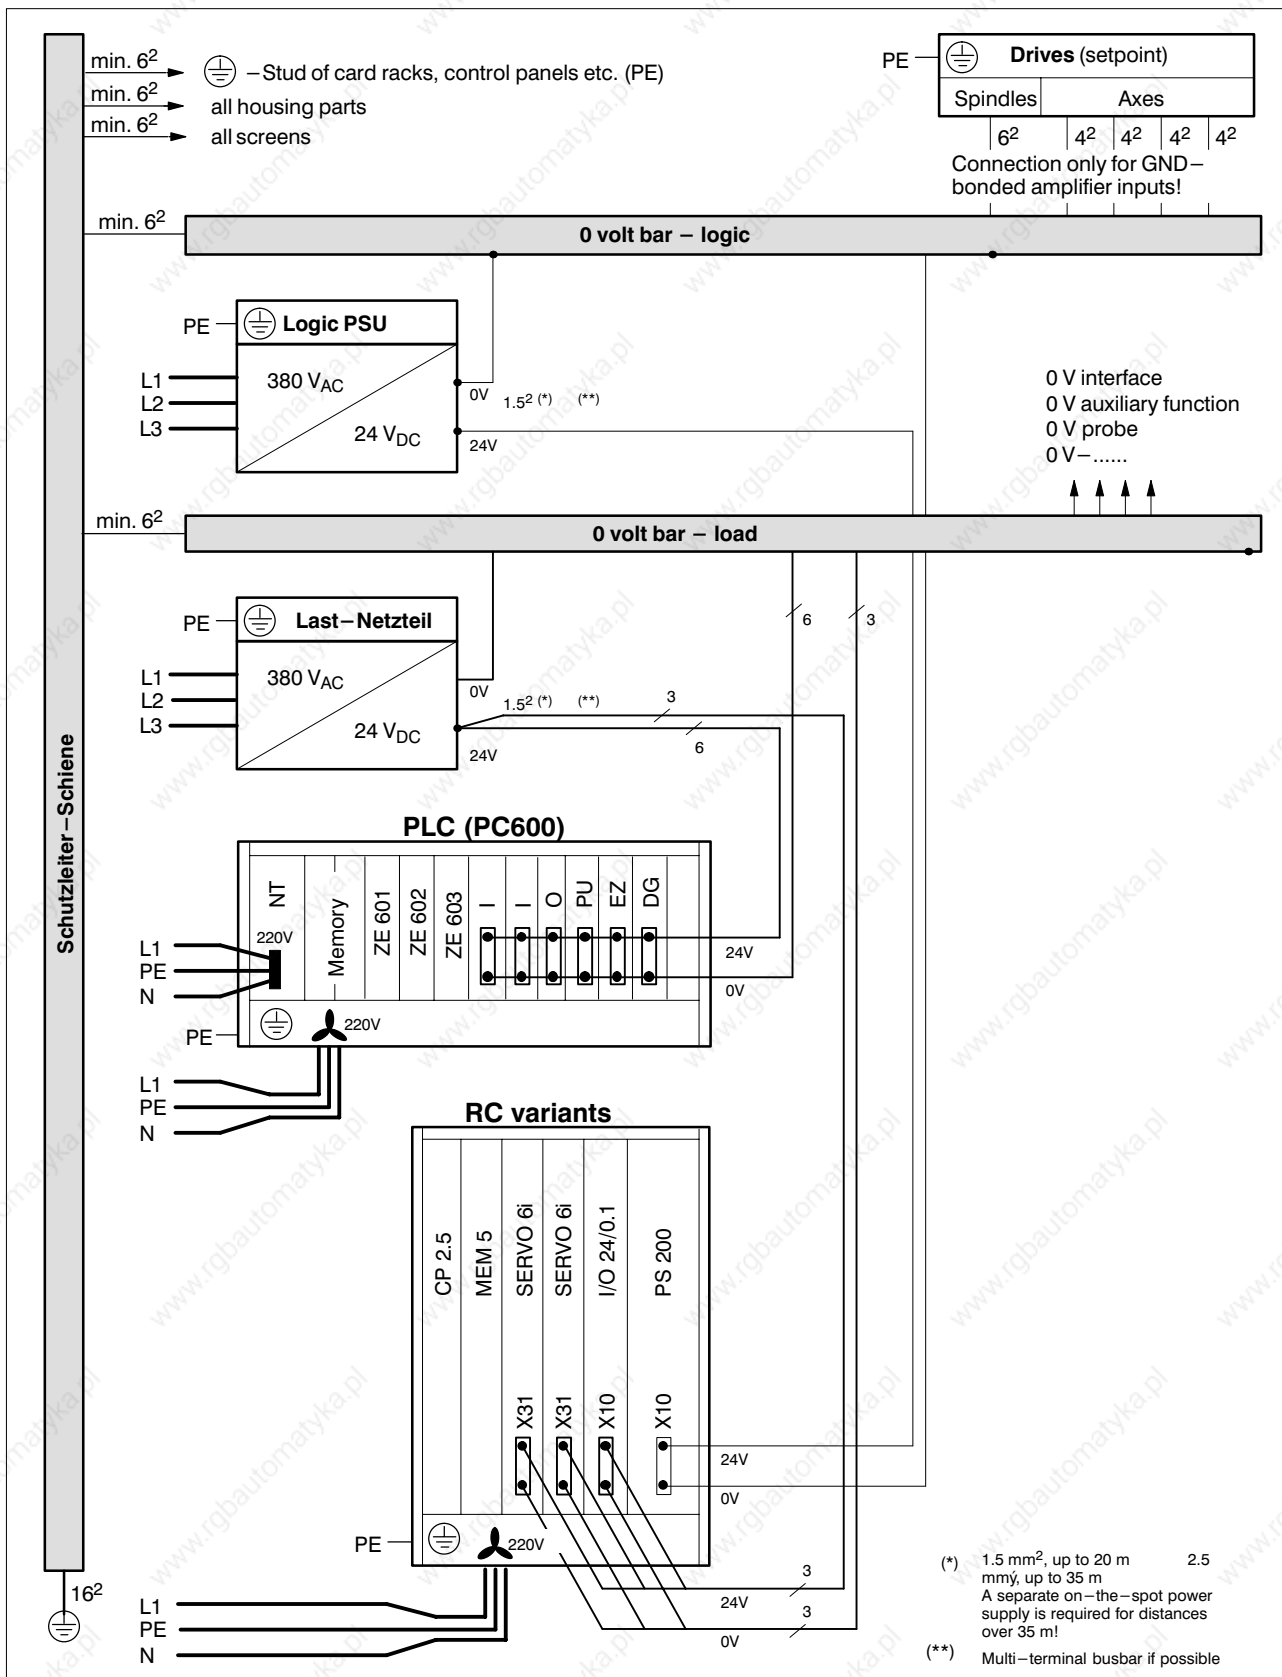 min. 6²
– Stud of card racks, control panels etc. (PE)
min. 6²
all housing parts
min. 6²
all screens
PE
Drives (setpoint)
Spindles
Axes
6²
4²
4²
4²
4²
Connection only for GND–
bonded amplifier inputs!
min. 6²
0 volt bar – logic
PE
Logic PSU
L1
L2
L3
380 VAC
24 VDC
0V
1.5² (*)
(**)
24V
0 V interface
0 V auxiliary function
0 V probe
0 V–......
min. 6²
0 volt bar – load
6
3
PE
Last–Netzteil
L1
L2
L3
380 VAC
24 VDC
0V
1.5² (*)
(**)
3
6
24V
Schutzleiter–Schiene
PLC (PC600)
NT
Memory
ZE 601
ZE 602
ZE 603
I
I
O
PU
EZ
DG
220V
L1
PE
N
24V
0V
PE
220V
L1
PE
N
RC variants
CP 2.5
MEM 5
SERVO 6i
SERVO 6i
I/O 24/0.1
PS 200
X31
X31
X10
X10
24V
0V
PE
220V
3
24V
3
0V
L1
PE
N
16²
(*) 1.5 mm², up to 20 m 2.5
mmý, up to 35 m
A separate on–the–spot power
supply is required for distances
over 35 m!
(**) Multi–terminal busbar if possible
www.rgbautomatyka.pl